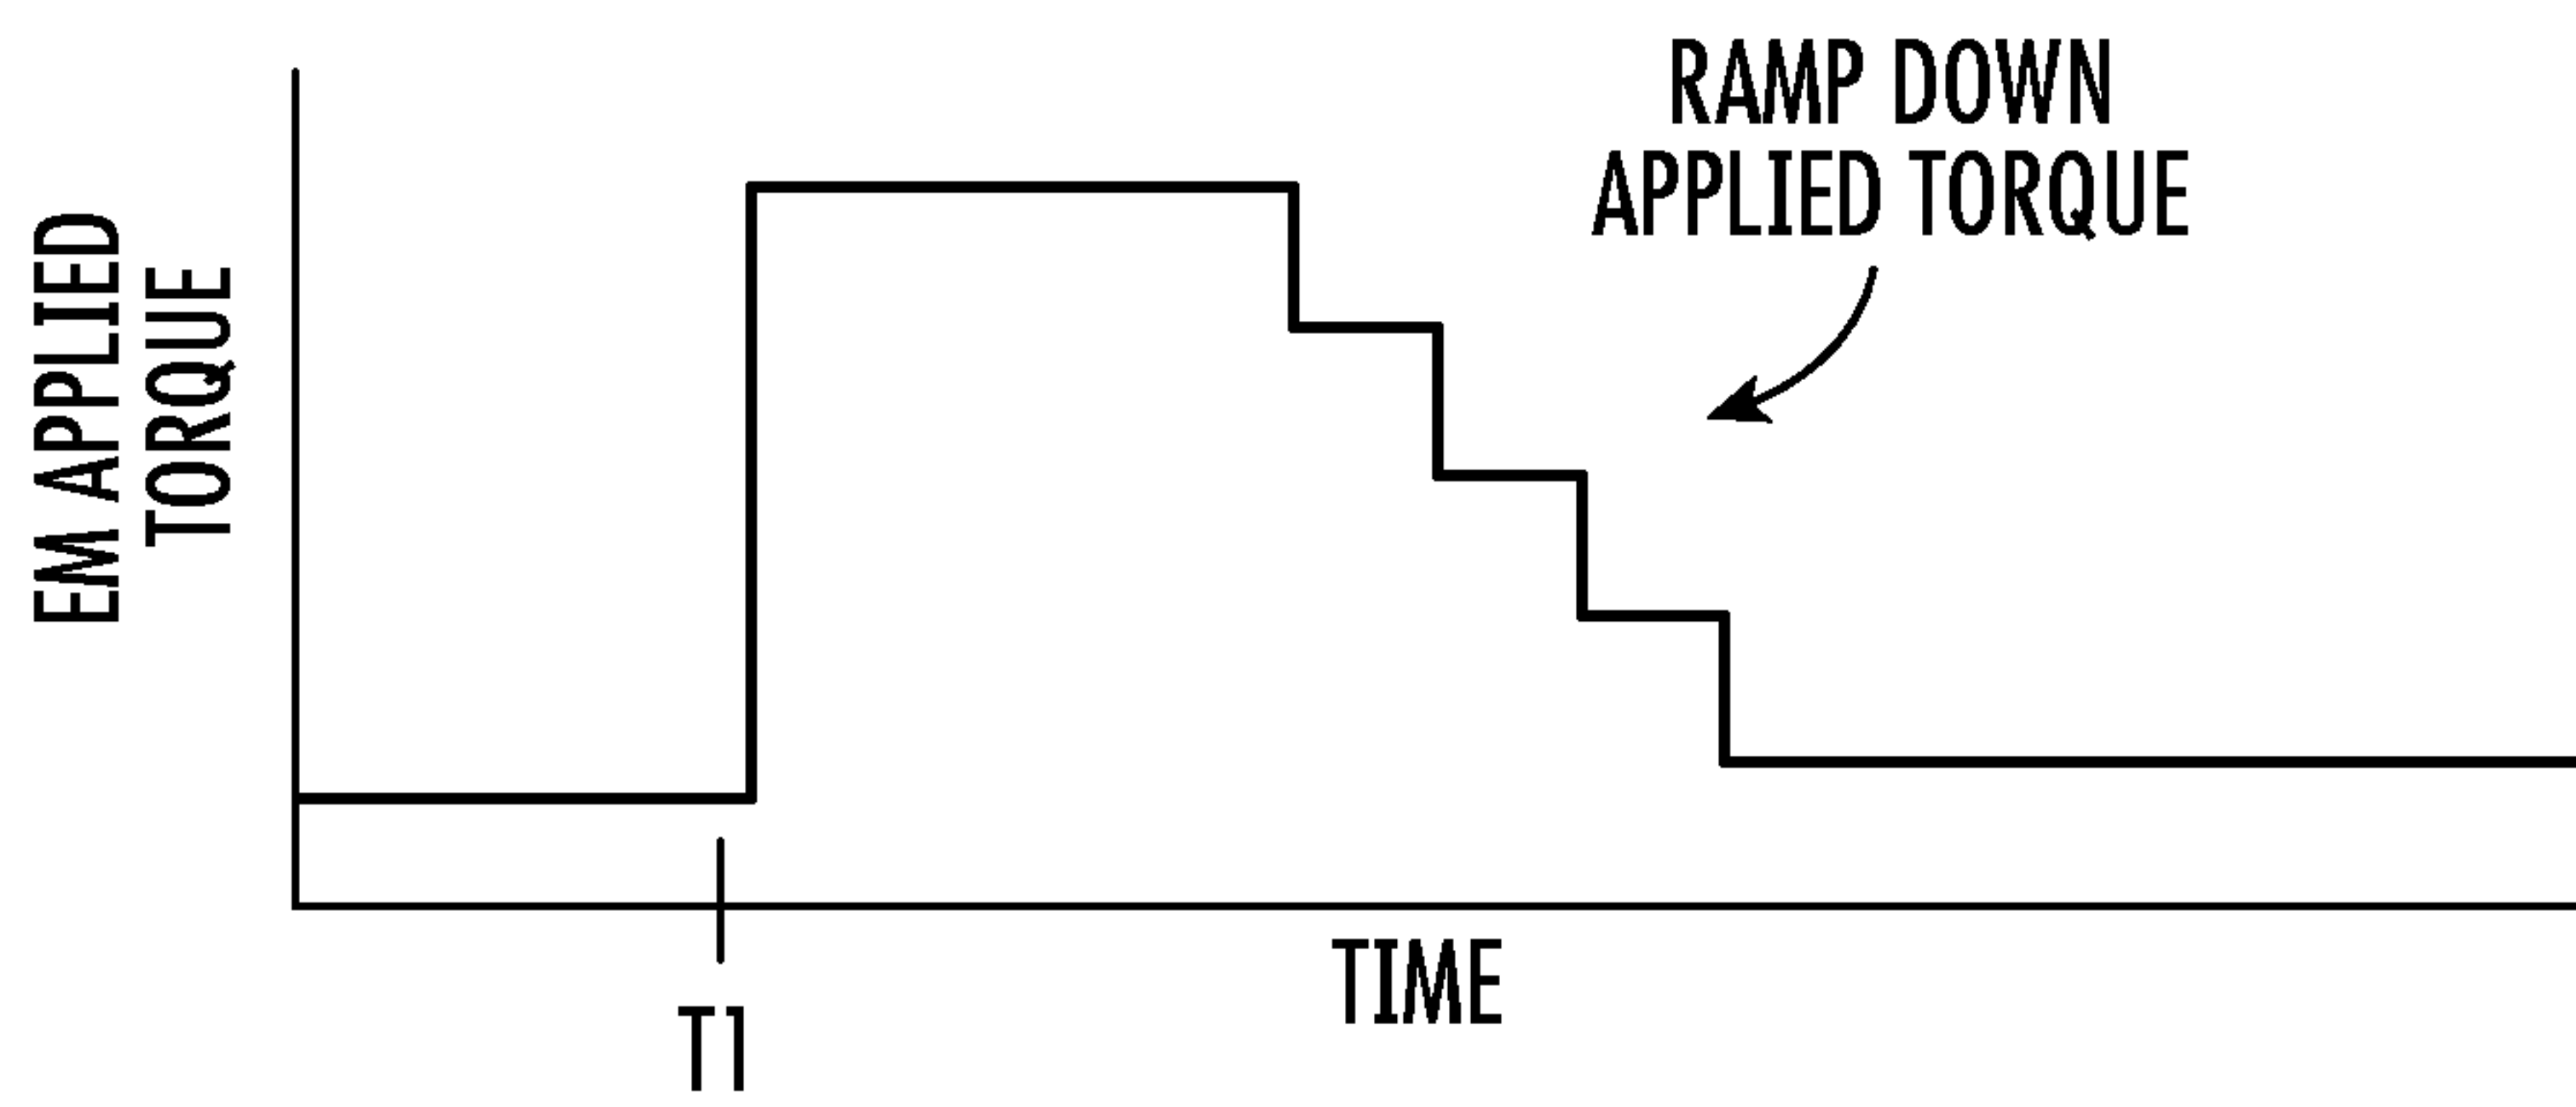 EM APPLIED
TORQUE
RAMP DOWN
APPLIED TORQUE
TIME
T1